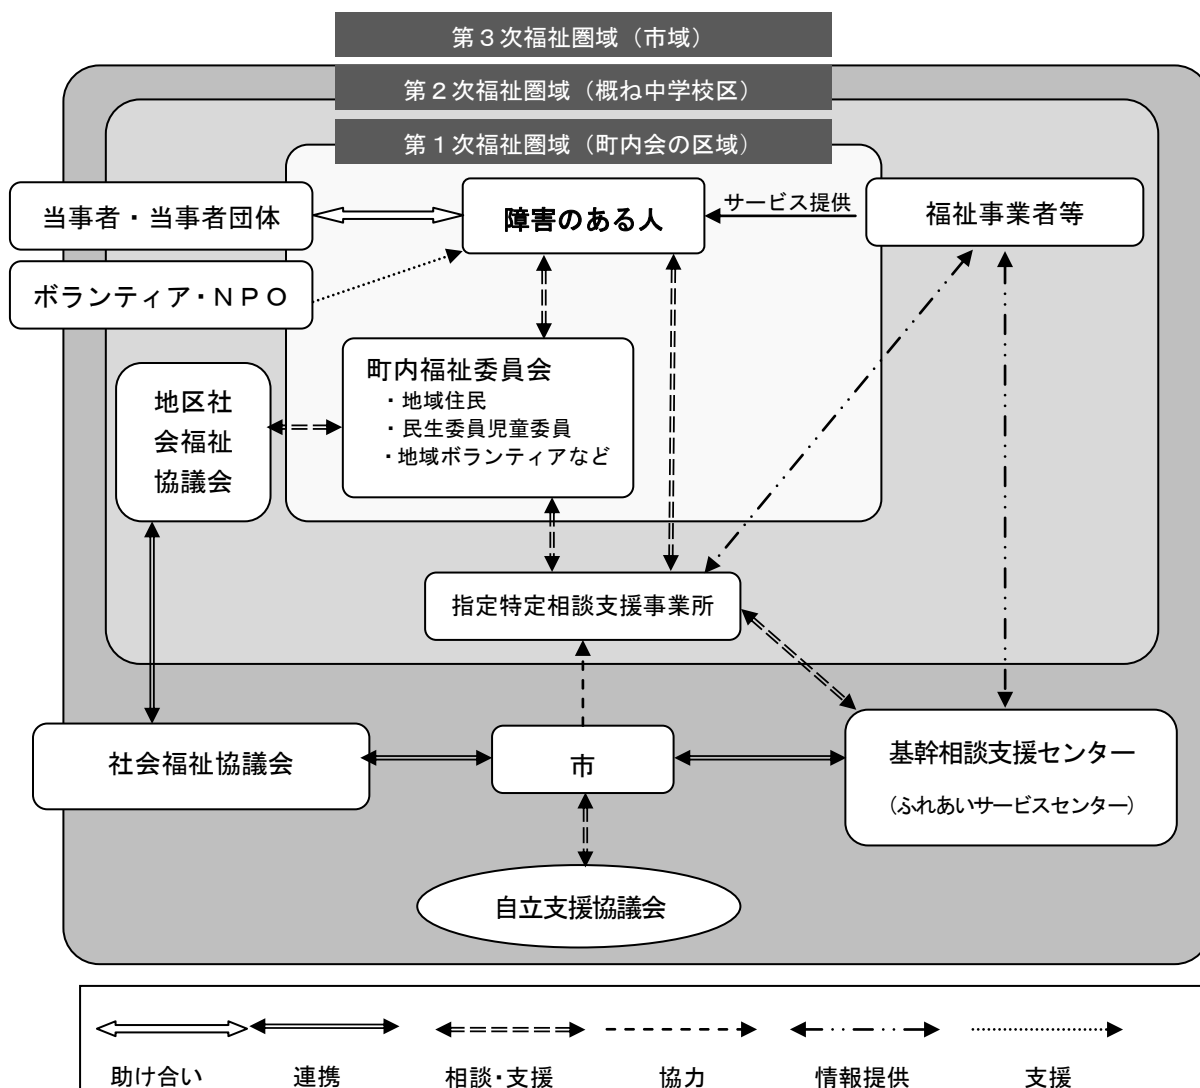 第３次福祉圏域（市域）
第２次福祉圏域（概ね中学校区）
第１次福祉圏域（町内会の区域）
当事者・当事者団体
障害のある人
サービス提供
福祉事業者等
ボランティア・ＮＰＯ
町内福祉委員会
・地域住民
・民生委員児童委員
・地域ボランティアなど
地区社
会福祉
協議会
指定特定相談支援事業所
社会福祉協議会
市
基幹相談支援センター
（ふれあいサービスセンター）
自立支援協議会
助け合い
連携
相談・支援
協力
情報提供
支援